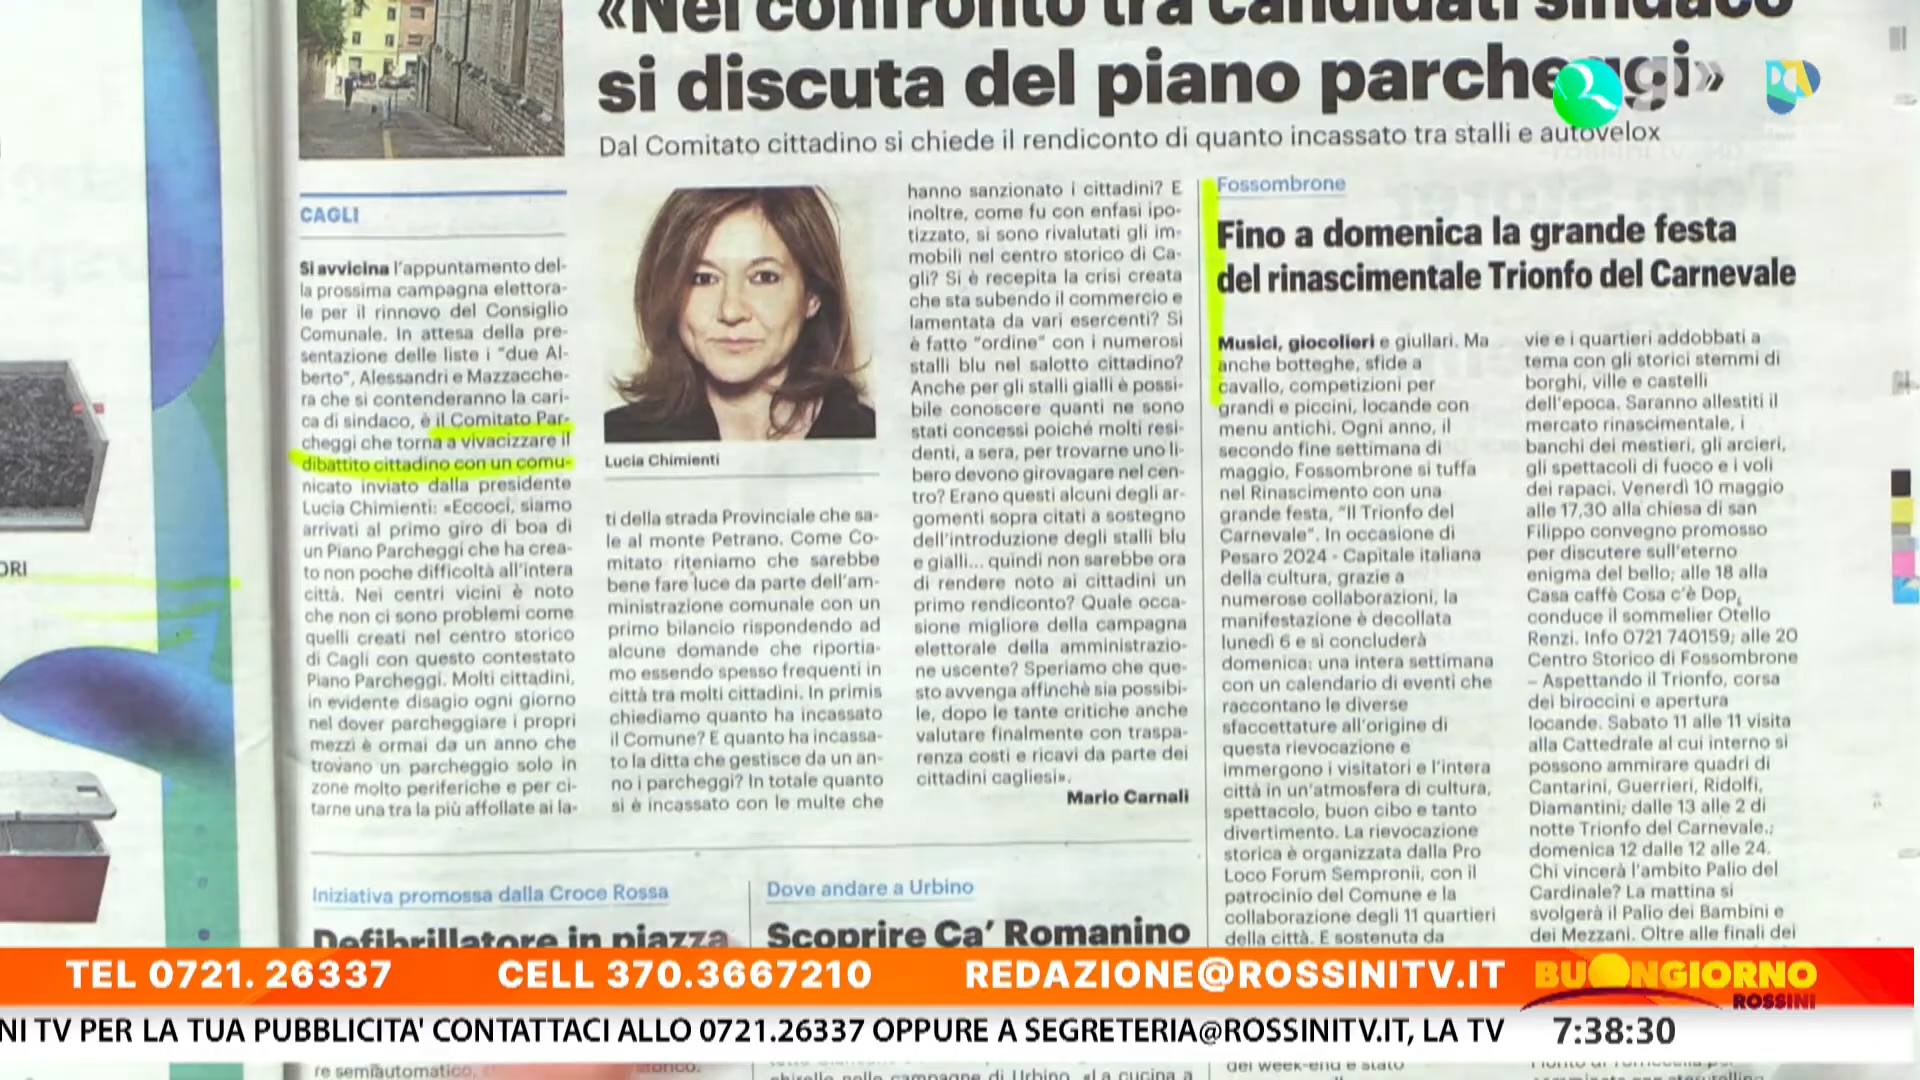 «Nel confronto tra candidati sindaco
si discuta del piano parcheggi»
Dal Comitato cittadino si chiede il rendiconto di quanto incassato tra stalli e autovelox
CAGLI
Si avvicina l'appuntamento del-
la prossima campagna elettora-
le per il rinnovo del Consiglio
Comunale. In attesa della pre-
sentazione delle liste i "due Al-
berto", Alessandri e Mazzacche-
ra che si contenderanno la cari-
ca di sindaco, è il Comitato Par-
cheggi che torna a vivacizzare il
dibattito cittadino con un comu-
nicato inviato dalla presidente
Lucia Chimienti: «Eccoci, siamo
arrivati al primo giro di boa di
un Piano Parcheggi che ha crea-
to non poche difficoltà all'intera
città. Nei centri vicini è noto
che non ci sono problemi come
quelli creati nel centro storico
di Cagli con questo contestato
Piano Parcheggi. Molti cittadini,
in evidente disagio ogni giorno
nel dover parcheggiare i propri
mezzi è ormai da un anno che
trovano un parcheggio solo in
zone molto periferiche e per ci-
tarne una tra la più affollate ai la-
Lucia Chimienti
ti della strada Provinciale che sa-
le al monte Petrano. Come Co-
mitato riteniamo che sarebbe
bene fare luce da parte dell'am-
ministrazione comunale con un
primo bilancio rispondendo ad
alcune domande che riportia-
mo essendo spesso frequenti in
città tra molti cittadini. In primis
chiediamo quanto ha incassato
il Comune? E quanto ha incassa-
to la ditta che gestisce da un an-
no i parcheggi? In totale quanto
si è incassato con le multe che
hanno sanzionato i cittadini? E
inoltre, come fu con enfasi ipo-
tizzato, si sono rivalutati gli im-
mobili nel centro storico di Ca-
gli? Si è recepita la crisi creata
che sta subendo il commercio e
lamentata da vari esercenti? Si
è fatto "ordine" con i numerosi
stalli blu nel salotto cittadino?
Anche per gli stalli gialli è possi-
bile conoscere quanti ne sono
stati concessi poiché molti resi-
denti, a sera, per trovarne uno li-
bero devono girovagare nel cen-
tro? Erano questi alcuni degli ar-
gomenti sopra citati a sostegno
dell'introduzione degli stalli blu
e gialli... quindi non sarebbe ora
di rendere noto ai cittadini un
primo rendiconto? Quale occa-
sione migliore della campagna
elettorale della amministrazio-
ne uscente? Speriamo che que-
sto avvenga affinchè sia possibi-
le, dopo le tante critiche anche
valutare finalmente con traspa-
renza costi e ricavi da parte dei
cittadini cagliesi».
Mario Carnali
Fossombrone
Fino a domenica la grande festa
del rinascimentale Trionfo del Carnevale
Musici, giocolieri e giullari. Ma
anche botteghe, sfide a
cavallo, competizioni per
grandi e piccini, locande con
menu antichi. Ogni anno, il
secondo fine settimana di
maggio, Fossombrone si tuffa
nel Rinascimento con una
grande festa, "Il Trionfo del
Carnevale". In occasione di
Pesaro 2024 - Capitale italiana
della cultura, grazie a
numerose collaborazioni, la
manifestazione è decollata
lunedì 6 e si concluderà
domenica: una intera settimana
con un calendario di eventi che
raccontano le diverse
sfaccettature all'origine di
questa rievocazione e
immergono i visitatori e l'intera
città in un'atmosfera di cultura,
spettacolo, buon cibo e tanto
divertimento. La rievocazione
storica è organizzata dalla Pro
Loco Forum Sempronii, con il
patrocinio del Comune e la
collaborazione degli 11 quartieri
della città. E sostenuta da
vie e i quartieri addobbati a
tema con gli storici stemmi di
borghi, ville e castelli
dell'epoca. Saranno allestiti il
mercato rinascimentale, i
banchi dei mestieri, gli arcieri,
gli spettacoli di fuoco e i voli
dei rapaci. Venerdì 10 maggio
alle 17,30 alla chiesa di san
Filippo convegno promosso
per discutere sull'eterno
enigma del bello; alle 18 alla
Casa caffè Cosa c'è Dop,
conduce il sommelier Otello
Renzi. Info 0721 740159; alle 20
Centro Storico di Fossombrone
– Aspettando il Trionfo, corsa
dei biroccini e apertura
locande. Sabato 11 alle 11 visita
alla Cattedrale al cui interno si
possono ammirare quadri di
Cantarini, Guerrieri, Ridolfi,
Diamantini; dalle 13 alle 2 di
notte Trionfo del Carnevale.;
domenica 12 dalle 12 alle 24.
Chi vincerà l'ambito Palio del
Cardinale? La mattina si
svolgerà il Palio dei Bambini e
dei Mezzani. Oltre alle finali dei
Iniziativa promossa dalla Croce Rossa
Defibrillatore in piazza
Dove andare a Urbino
Scoprire Ca' Romanino
ORI
TEL 0721. 26337 CELL 370.3667210 REDAZIONE@ROSSINITV.IT
BUONGIORNO
ROSSINI
NI TV PER LA TUA PUBBLICITA' CONTATTACI ALLO 0721.26337 OPPURE A SEGRETERIA@ROSSINITV.IT, LA TV
7:38:30
re semiautomatico,
storico.
dei week-end è stato